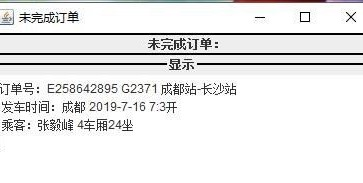 未完成订单
未完成订单：
显示
订单号：E258642895 G2371 成都站-长沙站
发车时间：成都 2019-7-16 7:3开
乘客：张毅峰 4车厢24坐